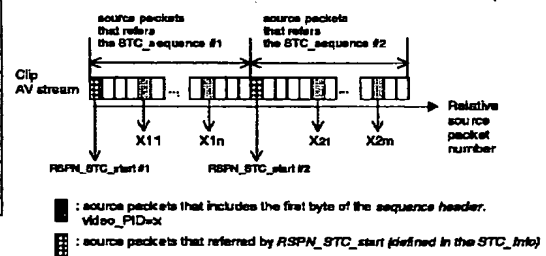 source packets
that refers
the STC_sequence #1
source packets
that refers
the STC_sequence #2
Clip
AV stream
...
...
Relative
source
packet
number
X11
X1n
X21
X2m
RSPN_STC_start #1
RSPN_STC_start #2
: source packets that includes the first byte of the sequence header.
video_PID=x
: source packets that referred by RSPN_STC_start (defined in the STC_Info)